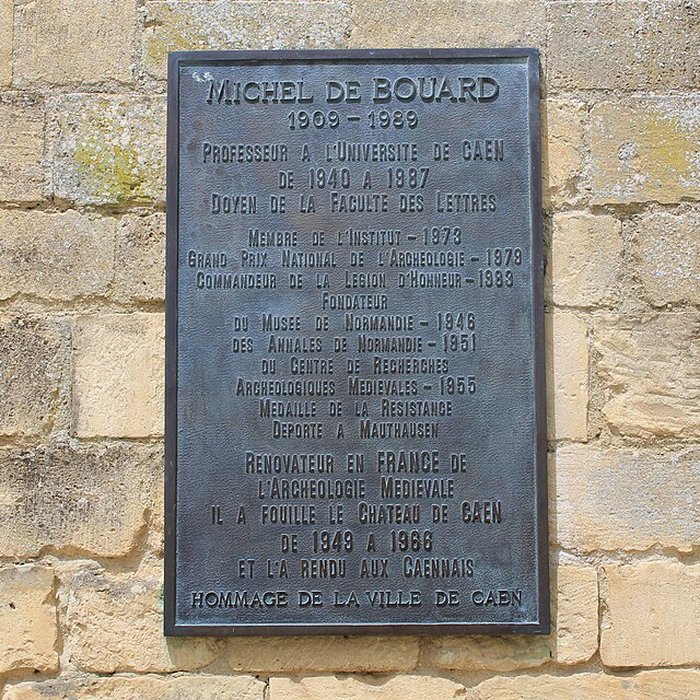 MICHEL DE BOUARD
1909 - 1989
PROFESSEUR A L'UNIVERSITE DE CAEN
DE 1940 A 1987
DOYEN DE LA FACULTE DES LETTRES
MEMBRE DE L'INSTITUT - 1973
GRAND PRIX NATIONAL DE L'ARCHEOLOGIE - 1979
COMMANDEUR DE LA LEGION D'HONNEUR - 1983
FONDATEUR
DU MUSEE DE NORMANDIE - 1946
DES ANNALES DE NORMANDIE - 1951
DU CENTRE DE RECHERCHES
ARCHEOLOGIQUES MEDIEVALES - 1955
MEDAILLE DE LA RESISTANCE
DEPORTE A MAUTHAUSEN
RENOVATEUR EN FRANCE DE
L'ARCHEOLOGIE MEDIEVALE
IL A FOUILLE LE CHATEAU DE CAEN
DE 1949 A 1966
ET L'A RENDU AUX CAENNAIS
HOMMAGE DE LA VILLE DE CAEN